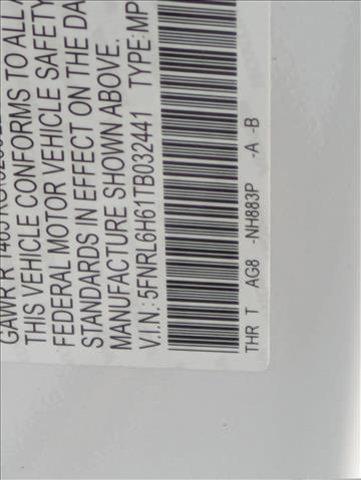 GAWR R
THIS VEHICLE CONFORMS TO ALL
FEDERAL MOTOR VEHICLE SAFETY
STANDARDS IN EFFECT ON THE DA
MANUFACTURE SHOWN ABOVE.
V.I.N.: 5FNRL6H61TB032441 TYPE: MP
THR T AG8 -NH883P -A -B